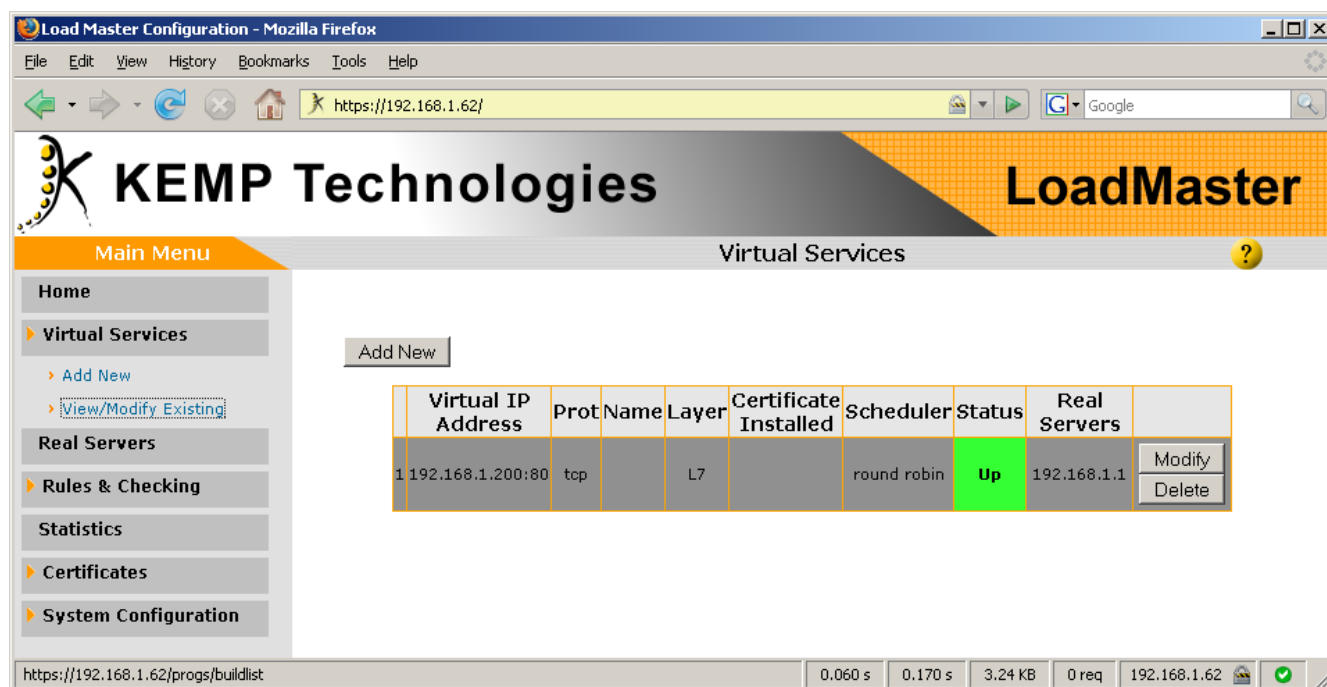 Load Master Configuration - Mozilla Firefox
File Edit View History Bookmarks Tools Help
https://192.168.1.62/
G Google
KEMP Technologies
LoadMaster
Main Menu
Virtual Services
?
Home
Virtual Services
Add New
View/Modify Existing
Real Servers
Rules & Checking
Statistics
Certificates
System Configuration
Add New
Virtual IP Address Prot Name Layer Certificate Installed Scheduler Status Real Servers
1 192.168.1.200:80 tcp L7 round robin Up 192.168.1.1 Modify
Delete
https://192.168.1.62/progs/buildlist 0.060 s 0.170 s 3.24 KB 0 req 192.168.1.62